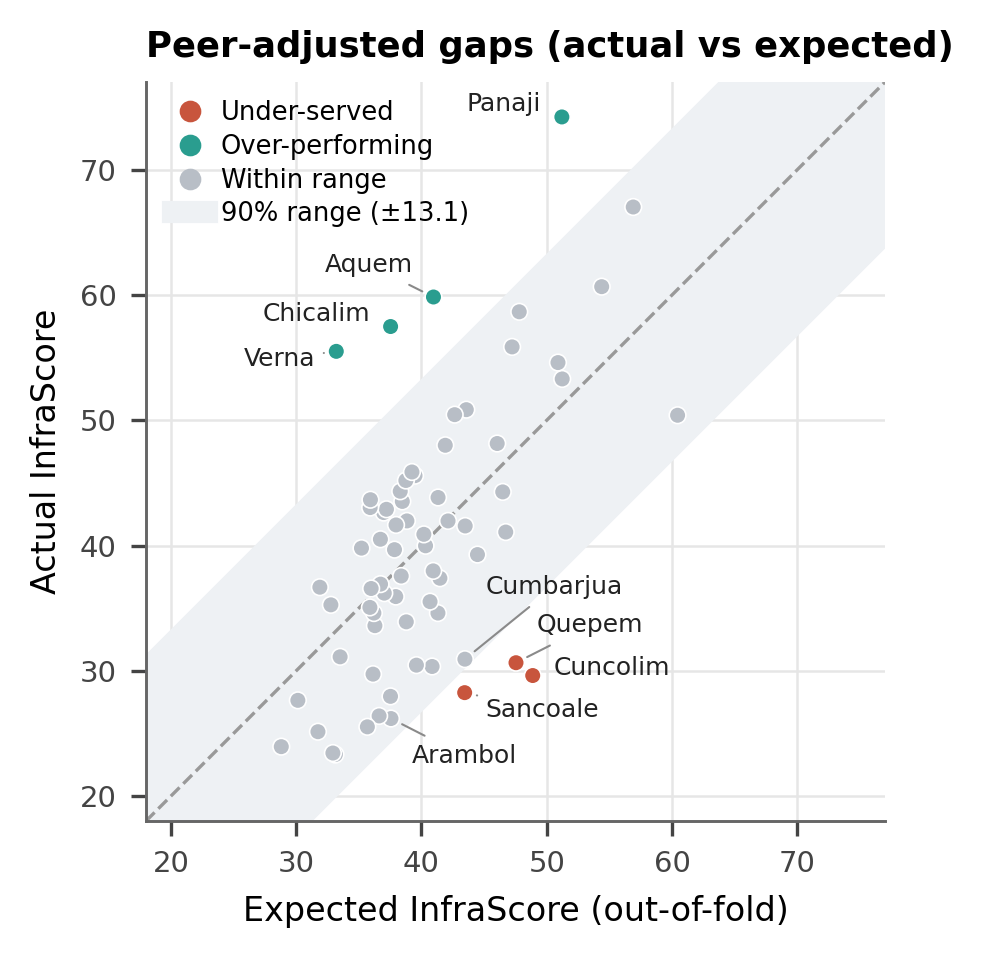 Peer-adjusted gaps (actual vs expected)
Under-served
Over-performing
Within range
90% range (±13.1)
Panaji
Aquem
Chicalim
Verna
Cumbarjua
Quepem
Cuncolim
Sancoale
Arambol
70
60
50
40
30
20
Actual InfraScore
20 30 40 50 60 70
Expected InfraScore (out-of-fold)